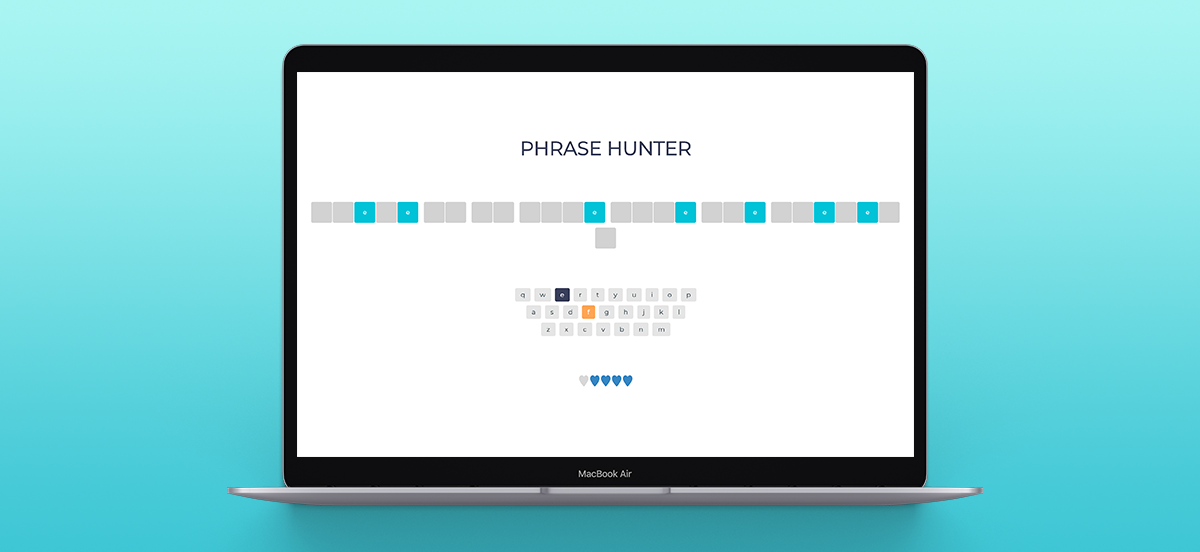 PHRASE HUNTER
e e e e e e e
q w e r t y u i o p
a s d f g h j k l
z x c v b n m
MacBook Air